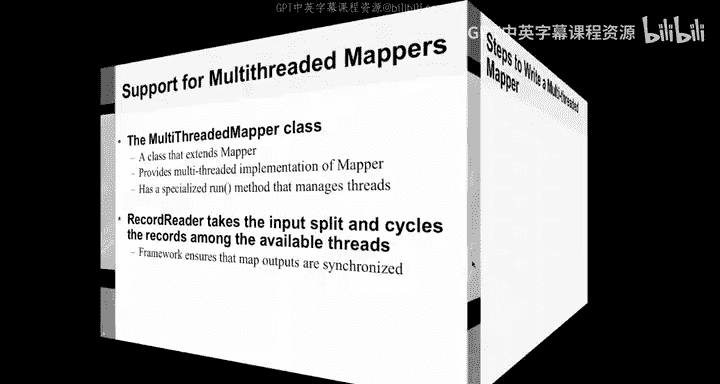 GPT中英字幕课程资源@bilibili
GPT中英字幕课程资源 bilibili
Support for Multithreaded Mappers
• The MultiThreadedMapper class
– A class that extends Mapper
– Provides multi-threaded implementation of Mapper
– Has a specialized run() method that manages threads
• RecordReader takes the input split and cycles
the records among the available threads
– Framework ensures that map outputs are synchronized
Steps to Write a Multi-threaded
Mapper